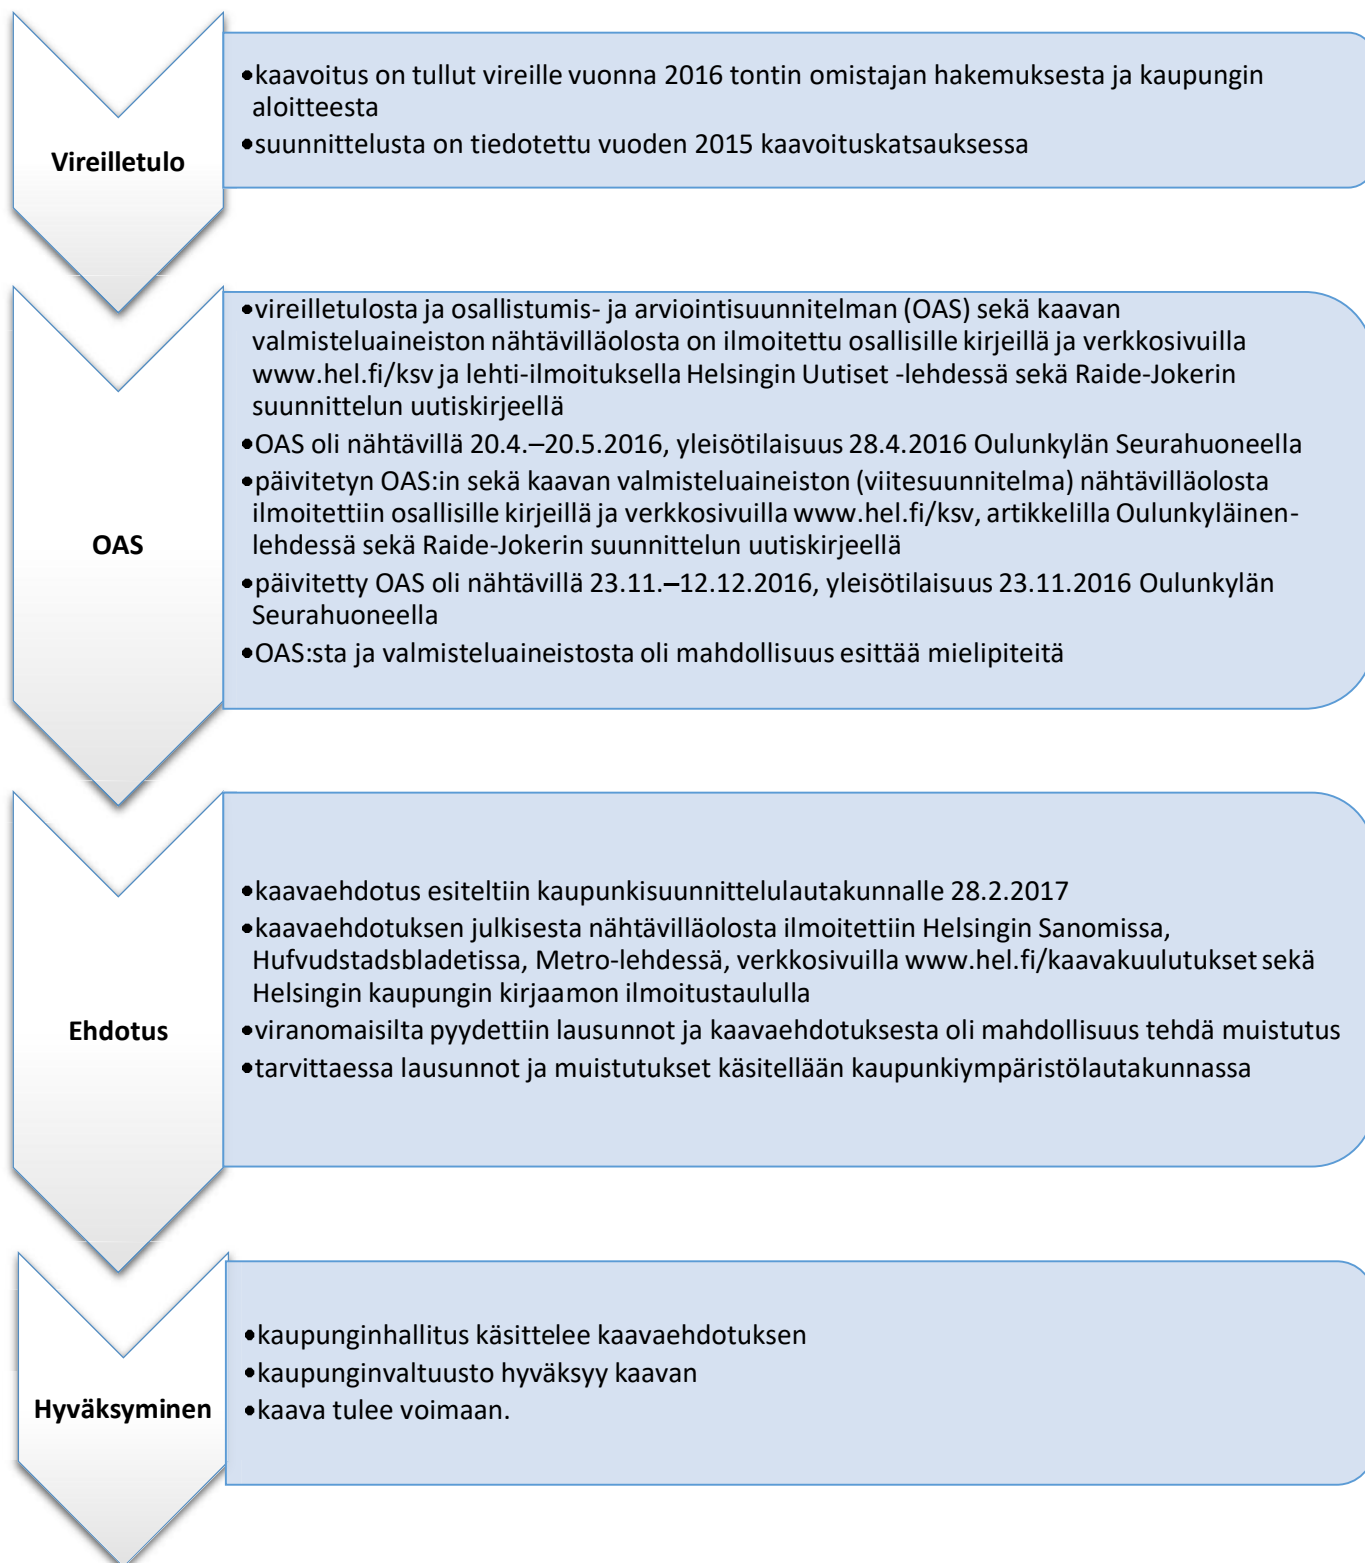 Vireilletulo
•kaavoitus on tullut vireille vuonna 2016 tontin omistajan hakemuksesta ja kaupungin
aloitteesta
•suunnittelusta on tiedotettu vuoden 2015 kaavoituskatsauksessa
OAS
•vireilletulosta ja osallistumis- ja arviointisuunnitelman (OAS) sekä kaavan
valmisteluaineiston nähtävilläolosta on ilmoitettu osallisille kirjeillä ja verkkosivuilla
www.hel.fi/ksv ja lehti-ilmoituksella Helsingin Uutiset -lehdessä sekä Raide-Jokerin
suunnittelun uutiskirjeellä
•OAS oli nähtävillä 20.4.–20.5.2016, yleisötilaisuus 28.4.2016 Oulunkylän Seurahuoneella
•päivitetyn OAS:in sekä kaavan valmisteluaineiston (viitesuunnitelma) nähtävilläolosta
ilmoitettiin osallisille kirjeillä ja verkkosivuilla www.hel.fi/ksv, artikkelilla Oulunkyläinen-
lehdessä sekä Raide-Jokerin suunnittelun uutiskirjeellä
•päivitetty OAS oli nähtävillä 23.11.–12.12.2016, yleisötilaisuus 23.11.2016 Oulunkylän
Seurahuoneella
•OAS:sta ja valmisteluaineistosta oli mahdollisuus esittää mielipiteitä
Ehdotus
•kaavaehdotus esiteltiin kaupunkisuunnittelulautakunnalle 28.2.2017
•kaavaehdotuksen julkisesta nähtävilläolosta ilmoitettiin Helsingin Sanomissa,
Hufvudstadsbladetissa, Metro-lehdessä, verkkosivuilla www.hel.fi/kaavakuulutukset sekä
Helsingin kaupungin kirjaamon ilmoitustaululla
•viranomaisilta pyydettiin lausunnot ja kaavaehdotuksesta oli mahdollisuus tehdä muistutus
•tarvittaessa lausunnot ja muistutukset käsitellään kaupunkiympäristölautakunnassa
Hyväksyminen
•kaupunginhallitus käsittelee kaavaehdotuksen
•kaupunginvaltuusto hyväksyy kaavan
•kaava tulee voimaan.